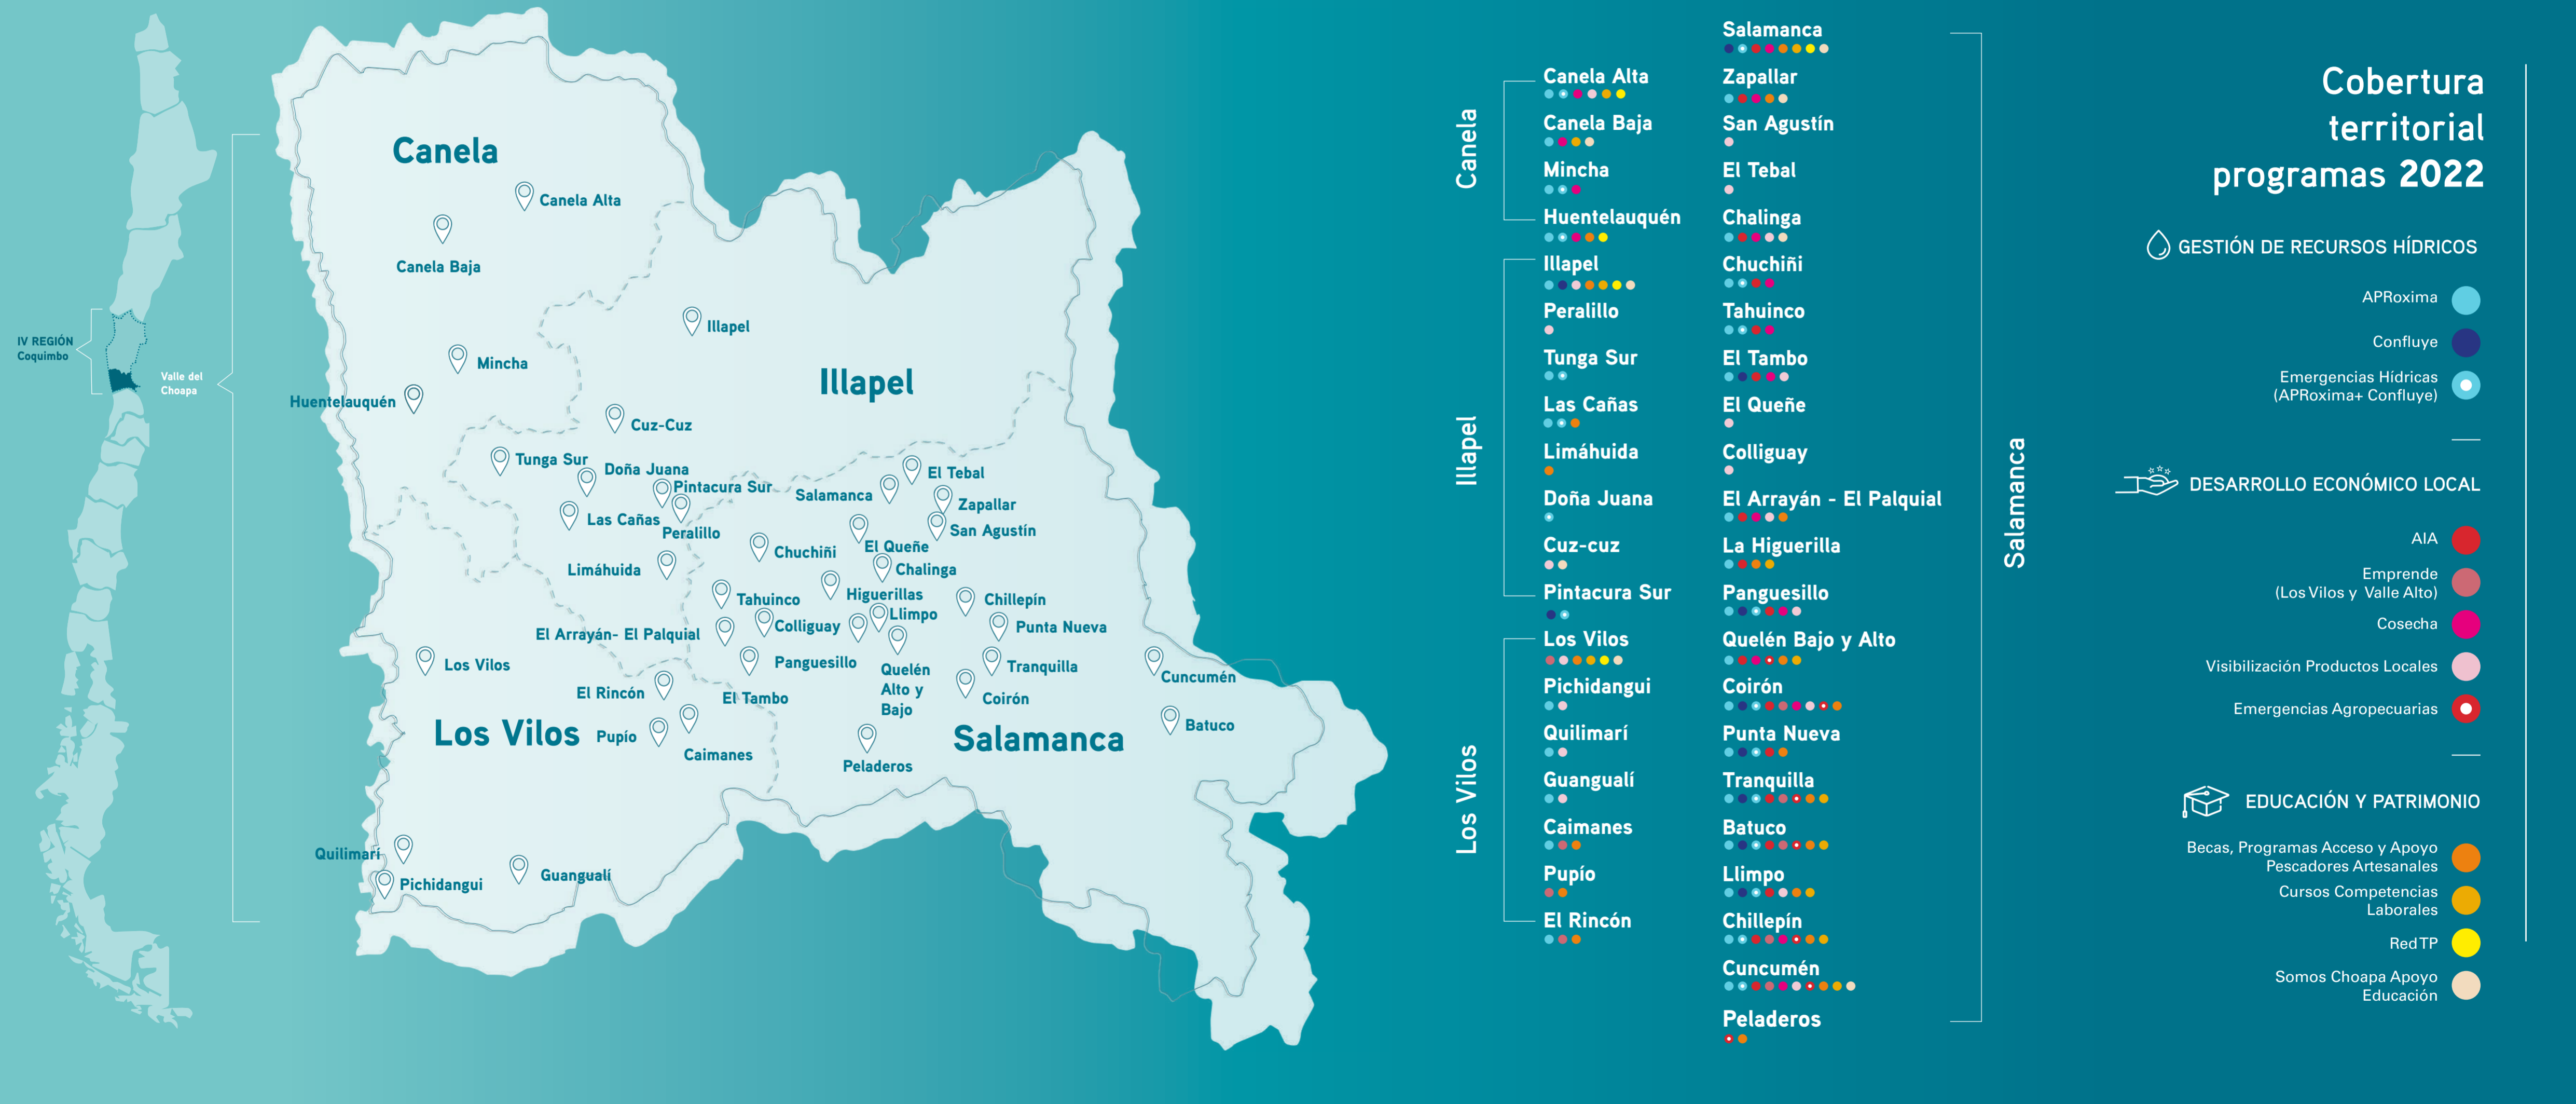 IV REGIÓN
Coquimbo
Valle del
Choapa
Canela
Canela Alta
Canela Baja
Mincha
Huentelauquén
Illapel
Illapel
Cuz-Cuz
Tunga Sur
Doña Juana
Pintacura Sur
Las Cañas
Peralillo
Limáhuida
El Tebal
Salamanca
Zapallar
San Agustín
El Queñe
Chuchiñi
Chalinga
Higuerillas
Tahuinco
Llimpo
Chillepín
Colliguay
Punta Nueva
El Arrayán- El Palquial
Panguesillo
Quelén
Alto y
Bajo
Tranquilla
Cuncumén
Los Vilos
El Rincón
El Tambo
Coirón
Los Vilos
Pupío
Caimanes
Salamanca
Batuco
Peladeros
Quilimarí
Pichidangui
Guangualí
Canela
Canela Alta
Canela Baja
Mincha
Huentelauquén
Illapel
Illapel
Peralillo
Tunga Sur
Las Cañas
Limáhuida
Doña Juana
Cuz-cuz
Pintacura Sur
Los Vilos
Los Vilos
Pichidangui
Quilimarí
Guangualí
Caimanes
Pupío
El Rincón
Salamanca
Zapallar
San Agustín
El Tebal
Chalinga
Chuchiñi
Tahuinco
El Tambo
El Queñe
Colliguay
El Arrayán - El Palquial
La Higuerilla
Panguesillo
Quelén Bajo y Alto
Coirón
Punta Nueva
Tranquilla
Batuco
Llimpo
Chillepín
Cuncumén
Peladeros
Salamanca
Cobertura
territorial
programas 2022
GESTIÓN DE RECURSOS HÍDRICOS
APRoxima
Confluye
Emergencias Hídricas
(APRoxima+ Confluye)
DESARROLLO ECONÓMICO LOCAL
AIA
Emprende
(Los Vilos y Valle Alto)
Cosecha
Visibilización Productos Locales
Emergencias Agropecuarias
EDUCACIÓN Y PATRIMONIO
Becas, Programas Acceso y Apoyo
Pescadores Artesanales
Cursos Competencias
Laborales
Red TP
Somos Choapa Apoyo
Educación